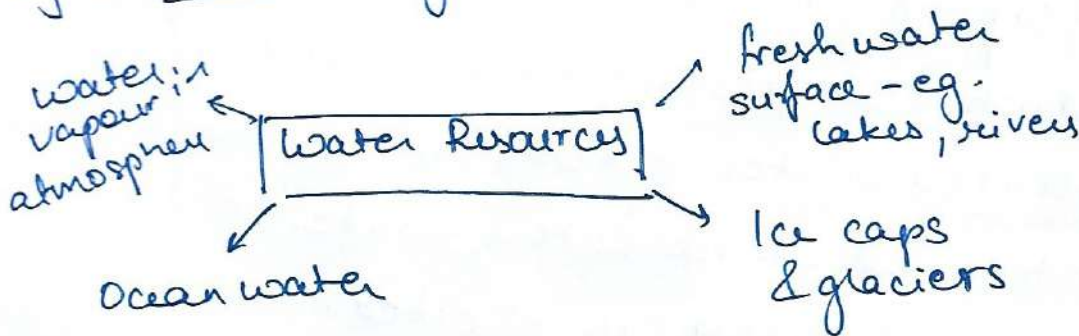 water in
vapour
atmosphere
Water Resources
fresh water
surface - eg.
lakes, rivers
Ocean water
Ice caps
& glaciers